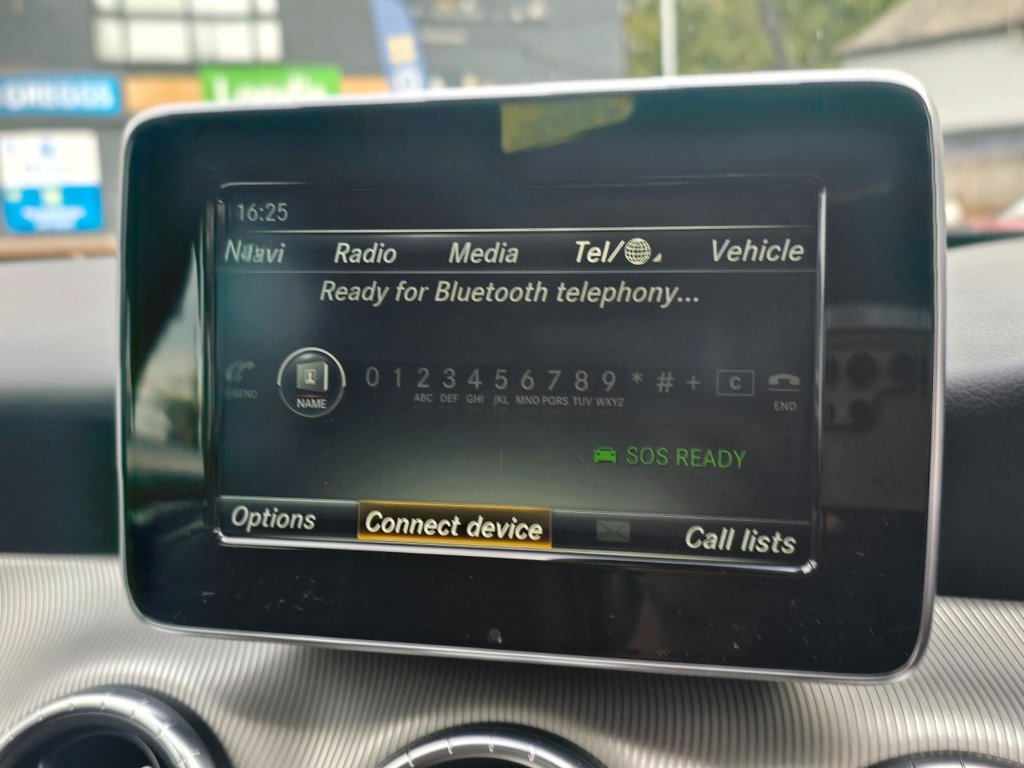 GREGGS
16:25
Navi Radio Media Tel/ Vehicle
Ready for Bluetooth telephony...
SEND NAME 0 1 2 3 4 5 6 7 8 9 * # + C END
ABC DEF GHI JKL MNO PQRS TUV WXYZ
SOS READY
Options Connect device Call lists